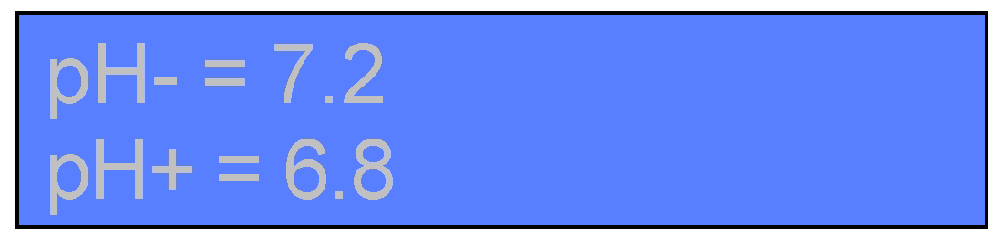 pH- = 7.2
pH+ = 6.8